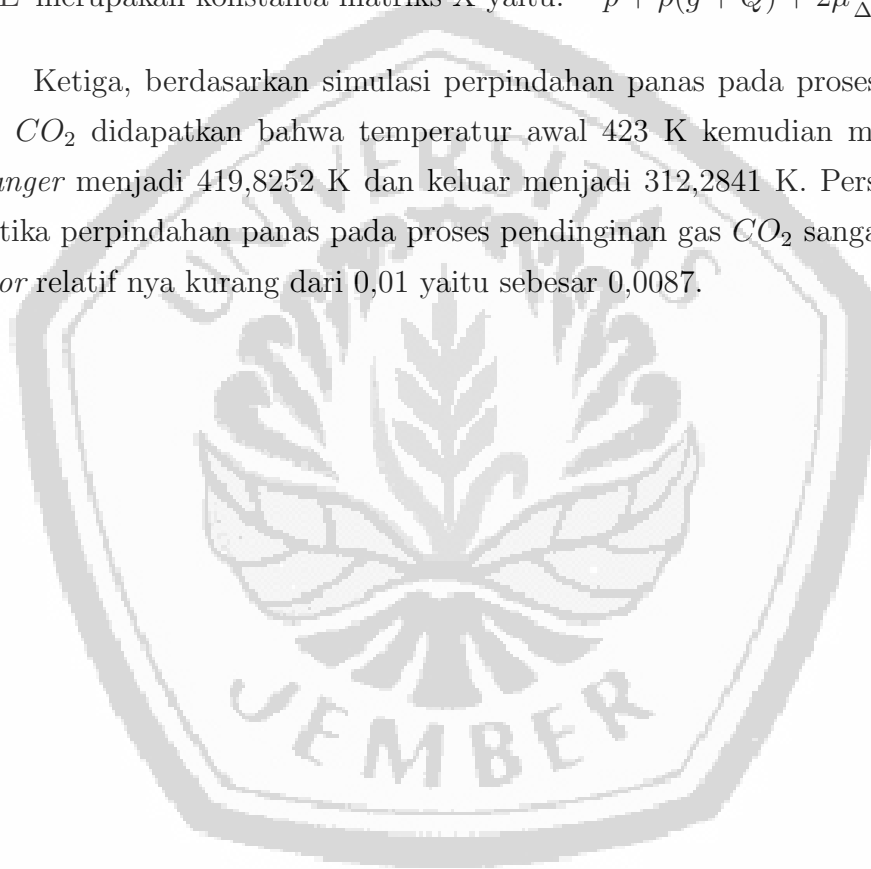 merupakan konstanta matriks X yaitu:
Ketiga, berdasarkan simulasi perpindahan panas pada proses
CO₂ didapatkan bahwa temperatur awal 423 K kemudian m
anger menjadi 419,8252 K dan keluar menjadi 312,2841 K. Pers
tika perpindahan panas pada proses pendinginan gas CO₂ sanga
or relatif nya kurang dari 0,01 yaitu sebesar 0,0087.
UNIVERSITAS
JEMBER